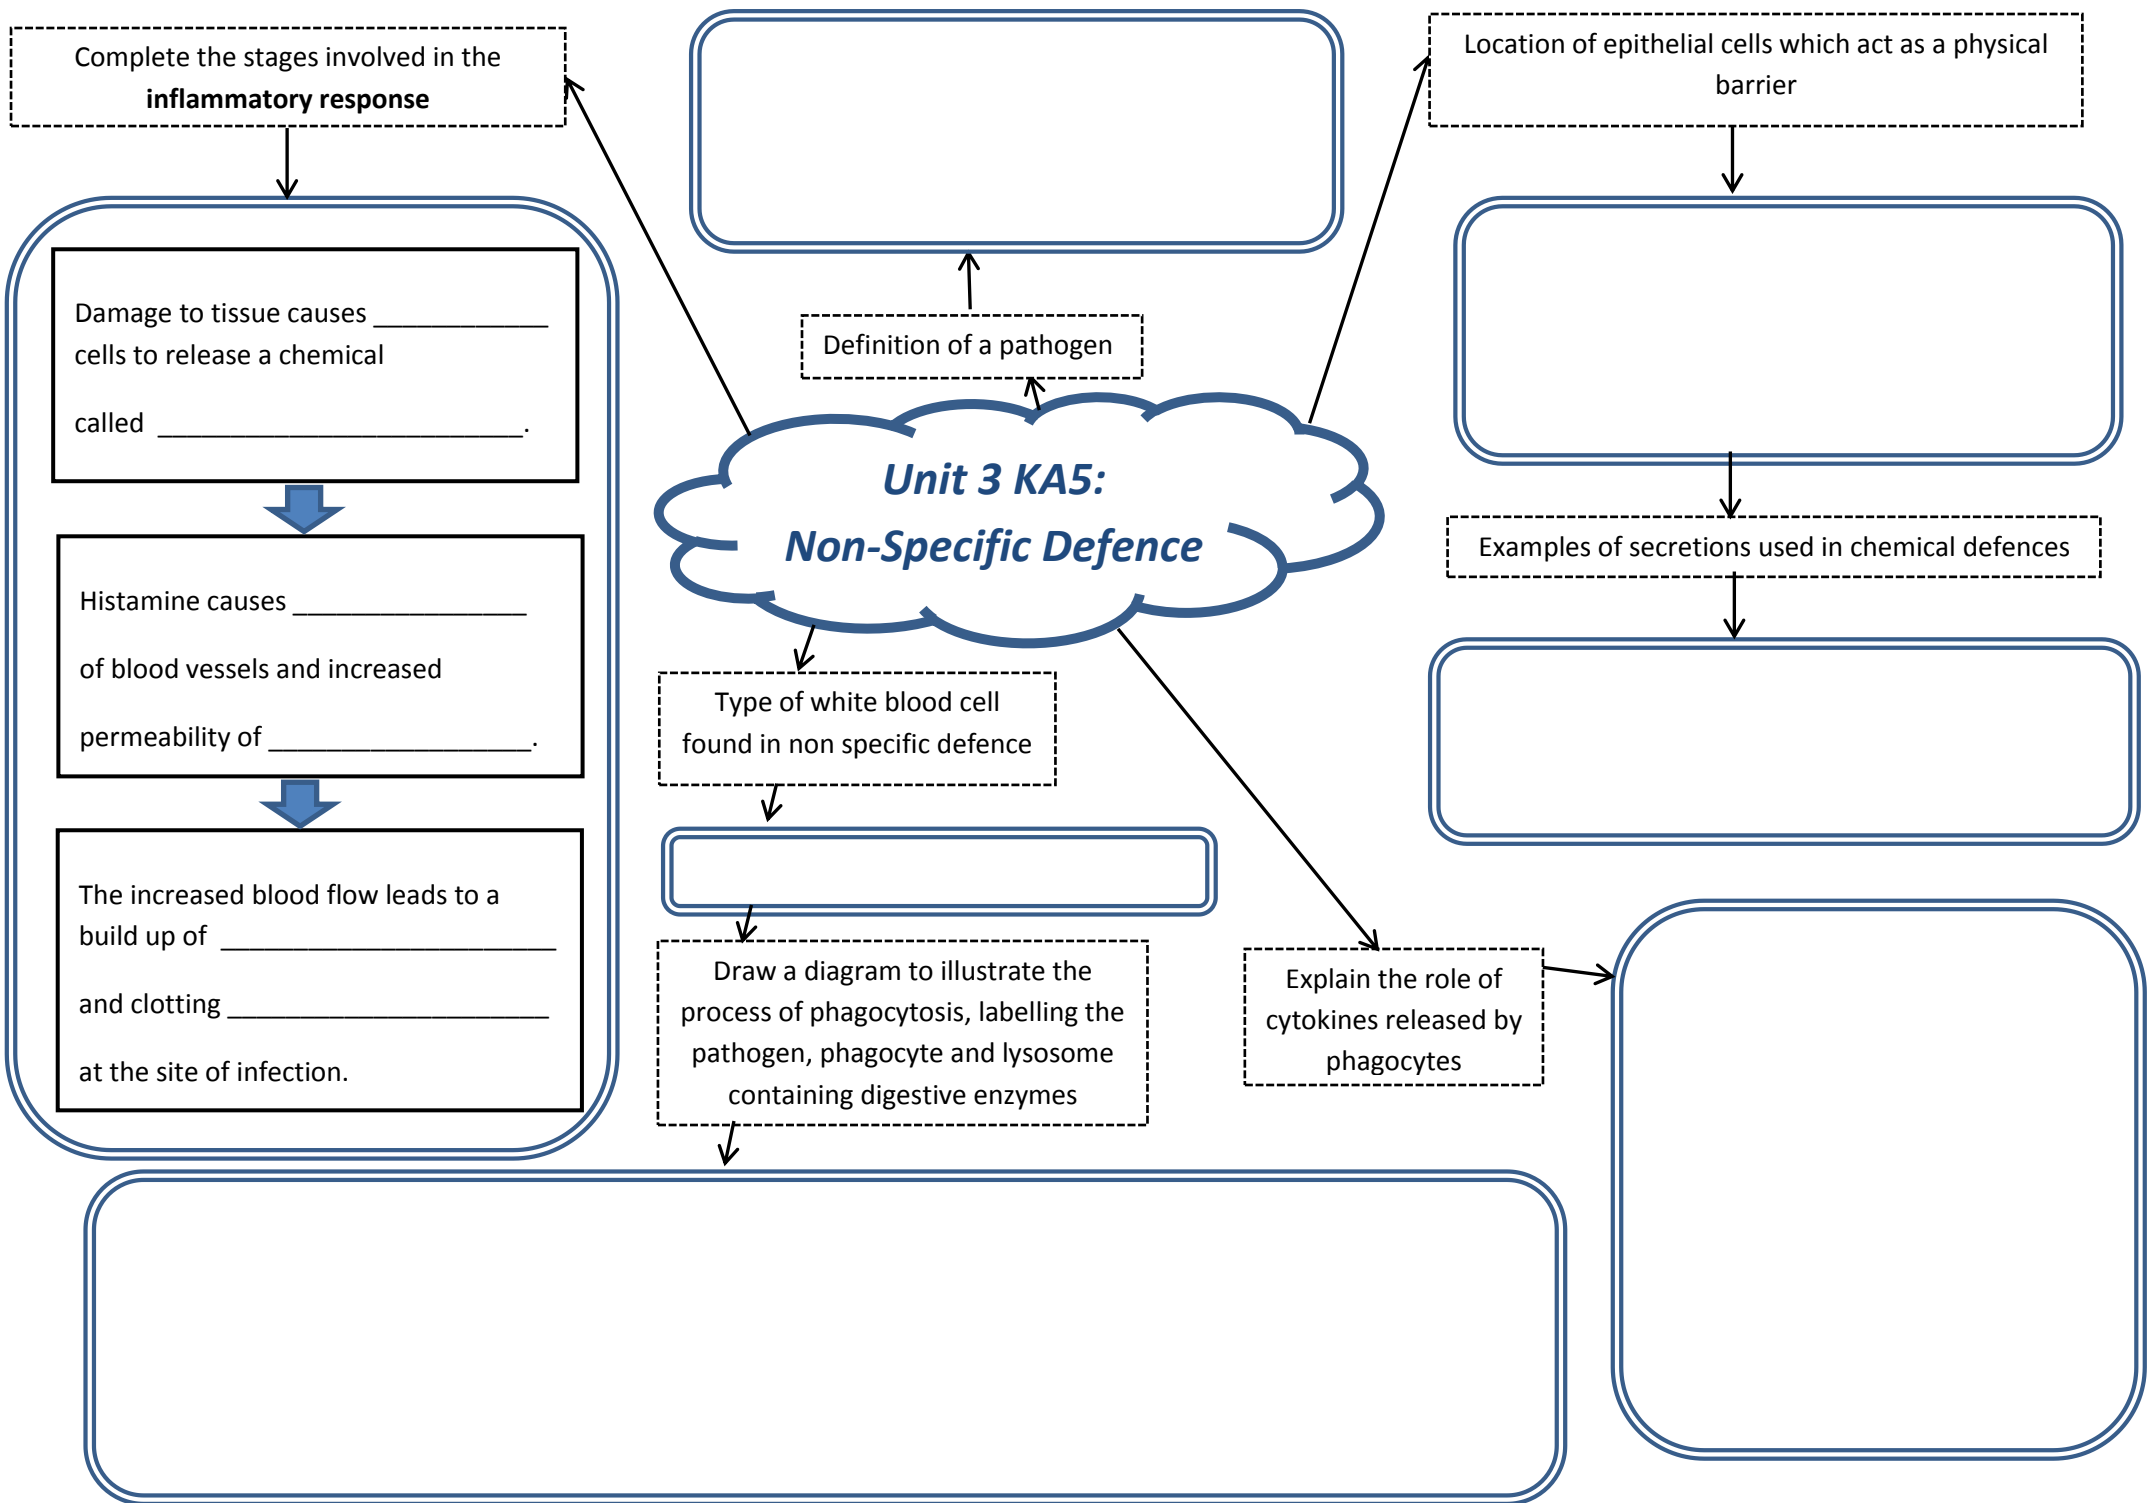 Complete the stages involved in the
inflammatory response
Damage to tissue causes ____________
cells to release a chemical
called _________________________.
Histamine causes ________________
of blood vessels and increased
permeability of __________________.
The increased blood flow leads to a
build up of _______________________
and clotting ______________________
at the site of infection.
Definition of a pathogen
Unit 3 KA5:
Non-Specific Defence
Type of white blood cell
found in non specific defence
Draw a diagram to illustrate the
process of phagocytosis, labelling the
pathogen, phagocyte and lysosome
containing digestive enzymes
Location of epithelial cells which act as a physical
barrier
Examples of secretions used in chemical defences
Explain the role of
cytokines released by
phagocytes